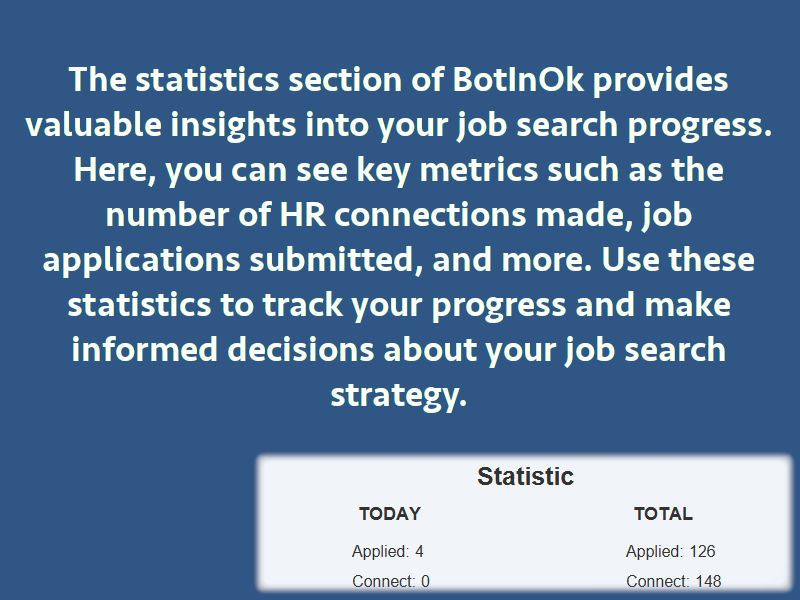 The statistics section of BotInOk provides
valuable insights into your job search progress.
Here, you can see key metrics such as the
number of HR connections made, job
applications submitted, and more. Use these
statistics to track your progress and make
informed decisions about your job search
strategy.
Statistic
TODAY TOTAL
Applied: 4 Applied: 126
Connect: 0 Connect: 148